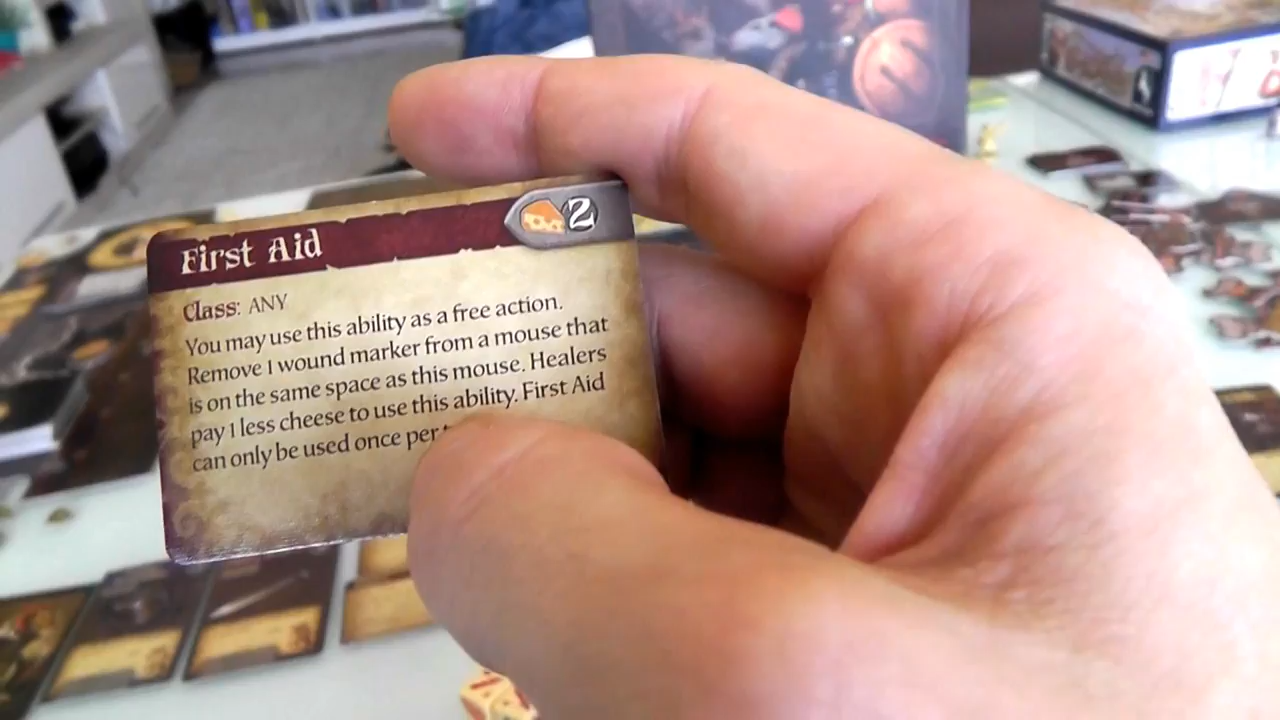 First Aid
2
Class: ANY
You may use this ability as a free action.
Remove 1 wound marker from a mouse that
is on the same space as this mouse. Healers
pay 1 less cheese to use this ability. First Aid
can only be used once per